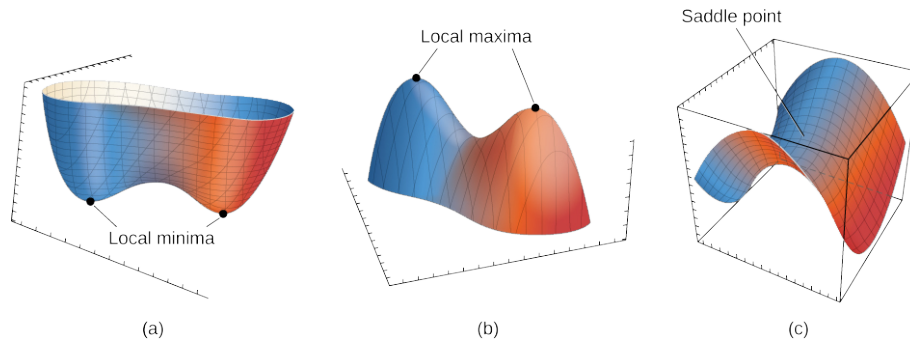 Saddle point
Local maxima
Local minima
(a)
(b)
(c)